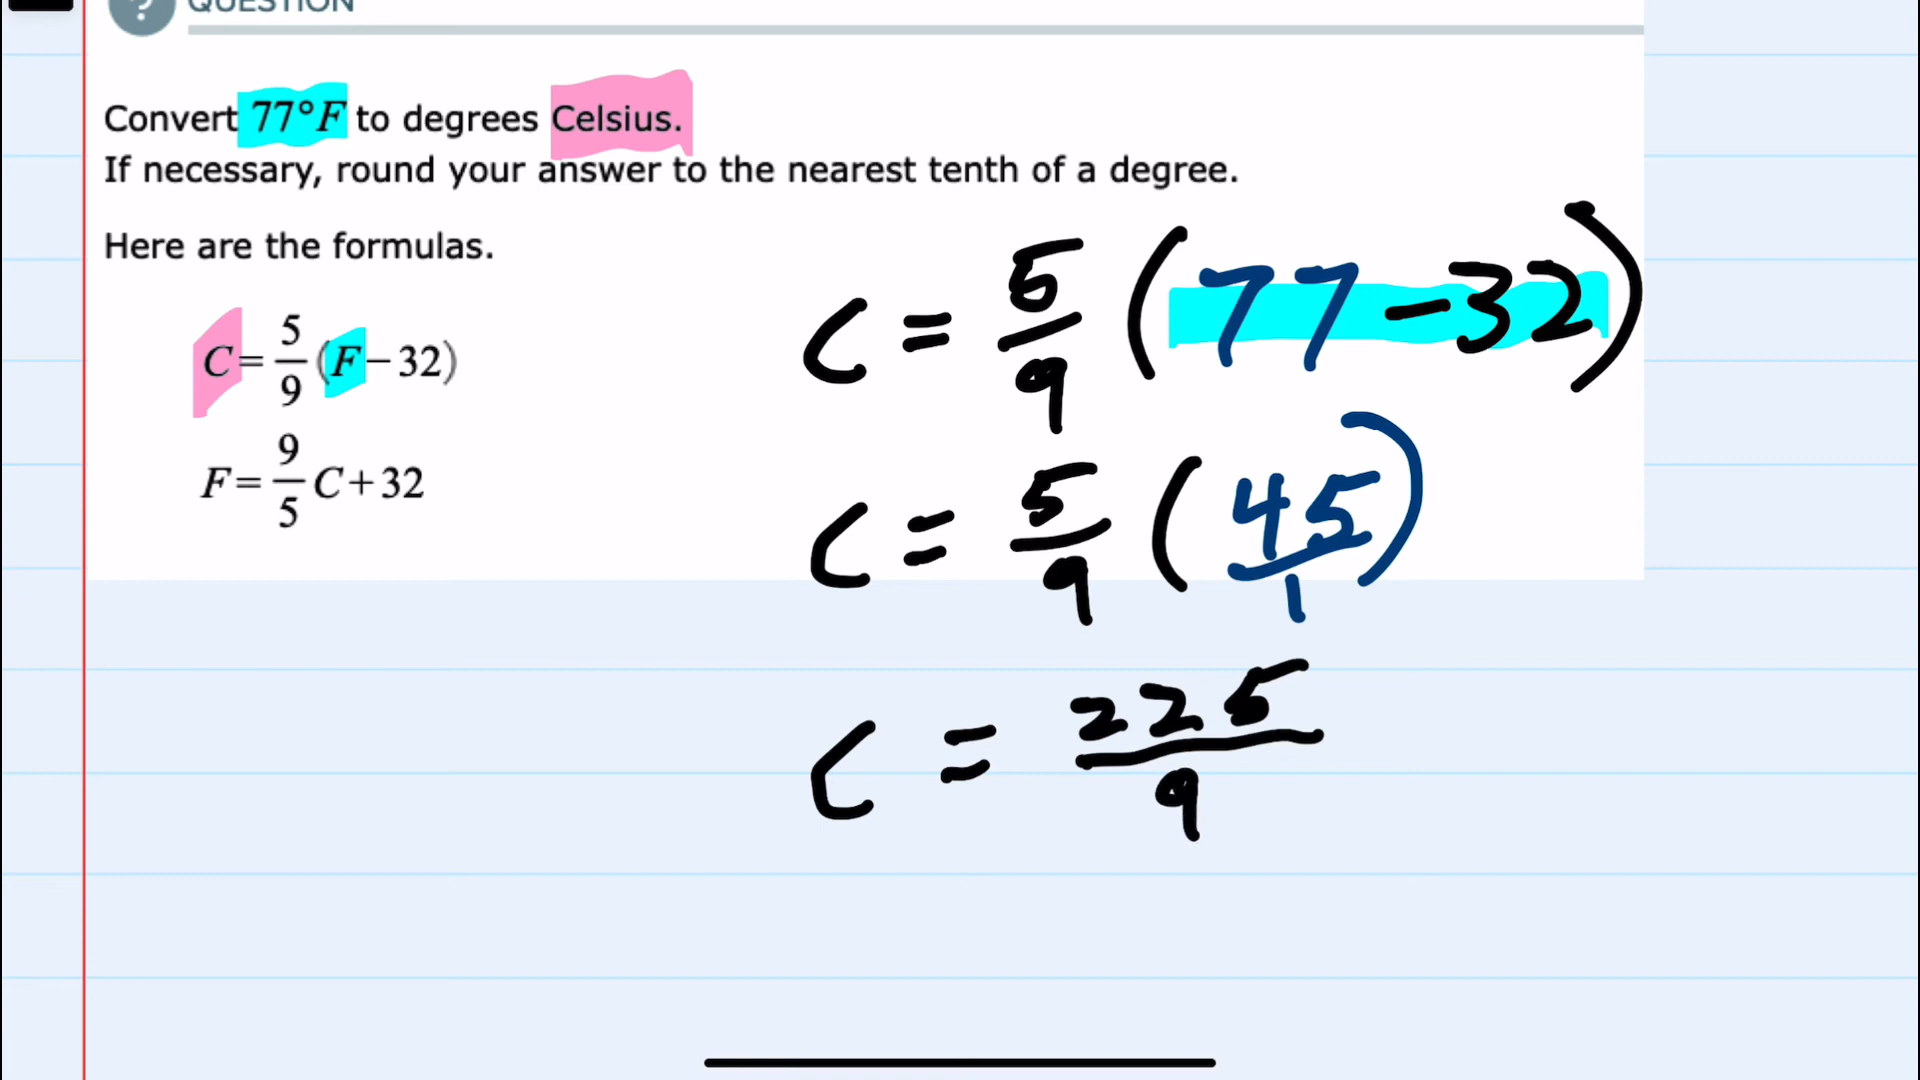 ? QUESTION
Convert 77°F to degrees Celsius.
If necessary, round your answer to the nearest tenth of a degree.
Here are the formulas.
C = 5/9 (F − 32)
F = 9/5 C + 32
C = 5/9 (77 − 32)
C = 5/9 (45/1)
C = 225/9